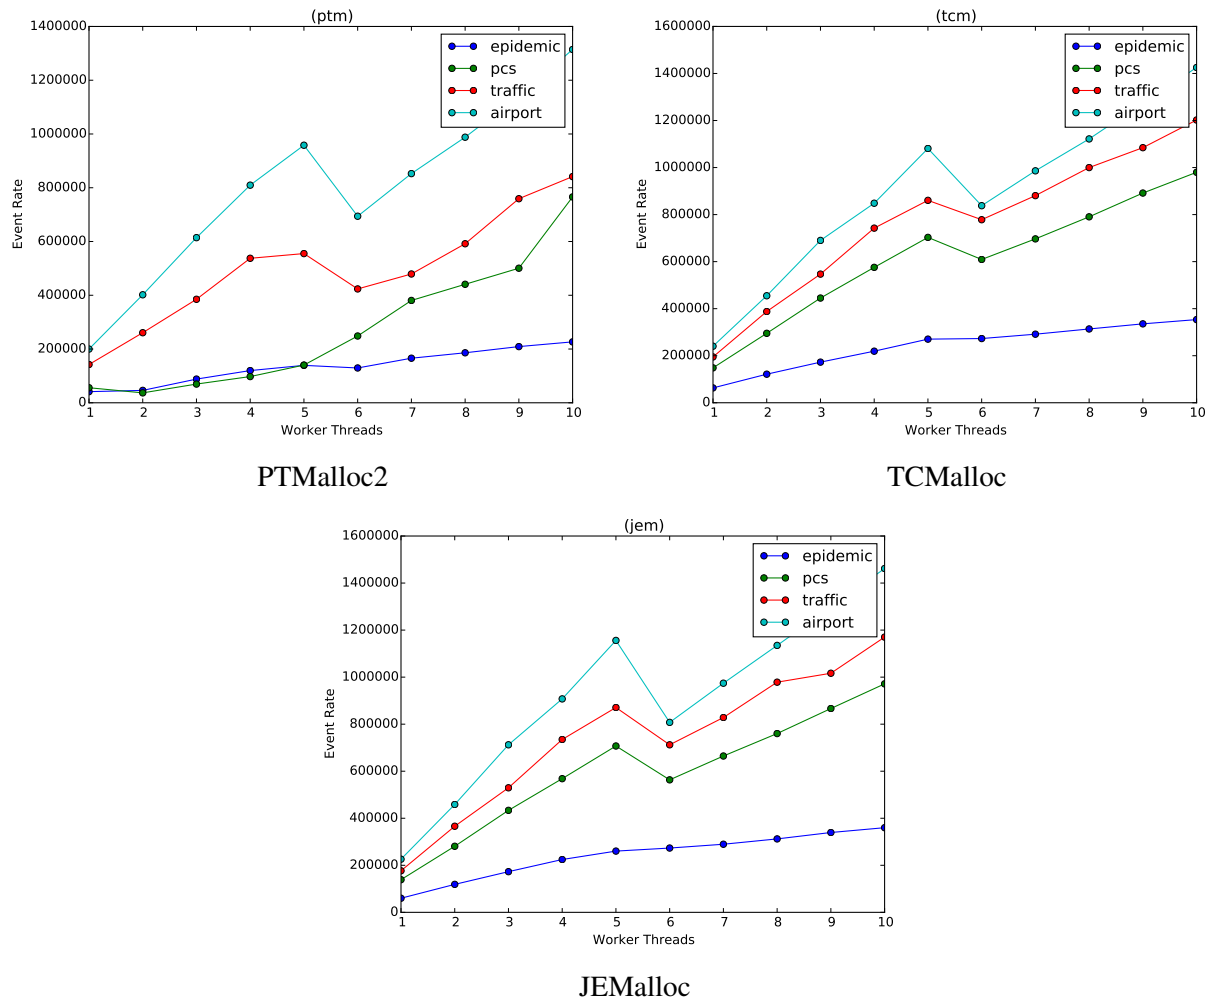 (ptm)
1400000
1200000
1000000
800000
600000
400000
200000
0
Event Rate
epidemic
pcs
traffic
airport
1 2 3 4 5 6 7 8 9 10
Worker Threads
PTMalloc2
(tcm)
1600000
1400000
1200000
1000000
800000
600000
400000
200000
0
Event Rate
epidemic
pcs
traffic
airport
1 2 3 4 5 6 7 8 9 10
Worker Threads
TCMalloc
(jem)
1600000
1400000
1200000
1000000
800000
600000
400000
200000
0
Event Rate
epidemic
pcs
traffic
airport
1 2 3 4 5 6 7 8 9 10
Worker Threads
JEMalloc